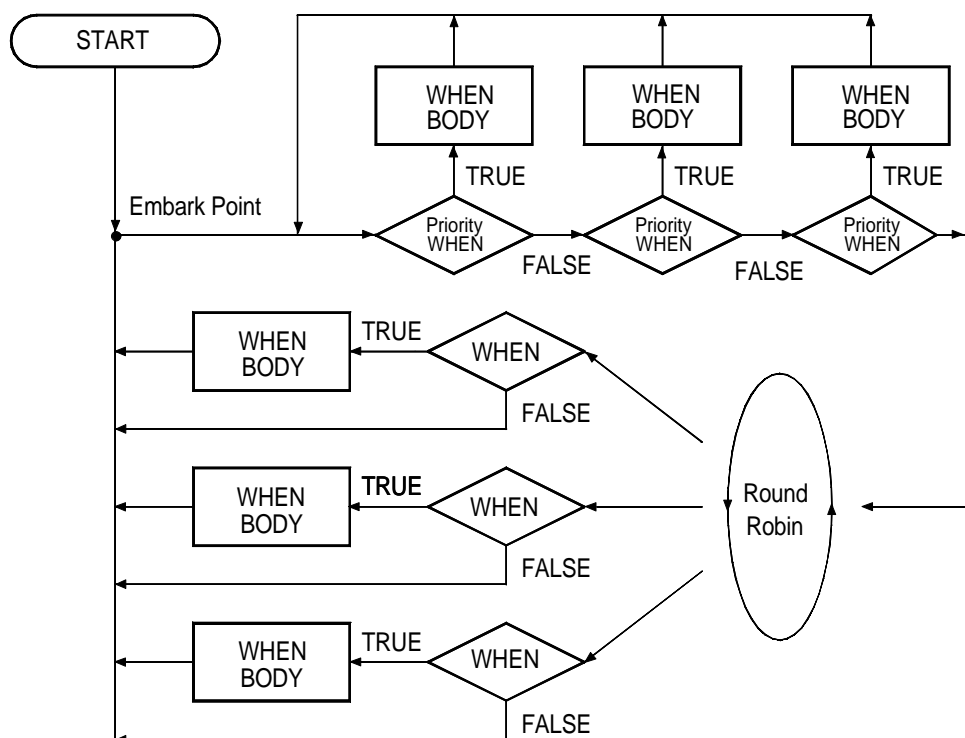 START
WHEN
BODY
WHEN
BODY
WHEN
BODY
TRUE
TRUE
TRUE
Embark Point
Priority
WHEN
Priority
WHEN
Priority
WHEN
FALSE
FALSE
WHEN
BODY
TRUE
WHEN
FALSE
WHEN
BODY
TRUE
WHEN
FALSE
Round
Robin
WHEN
BODY
TRUE
WHEN
FALSE